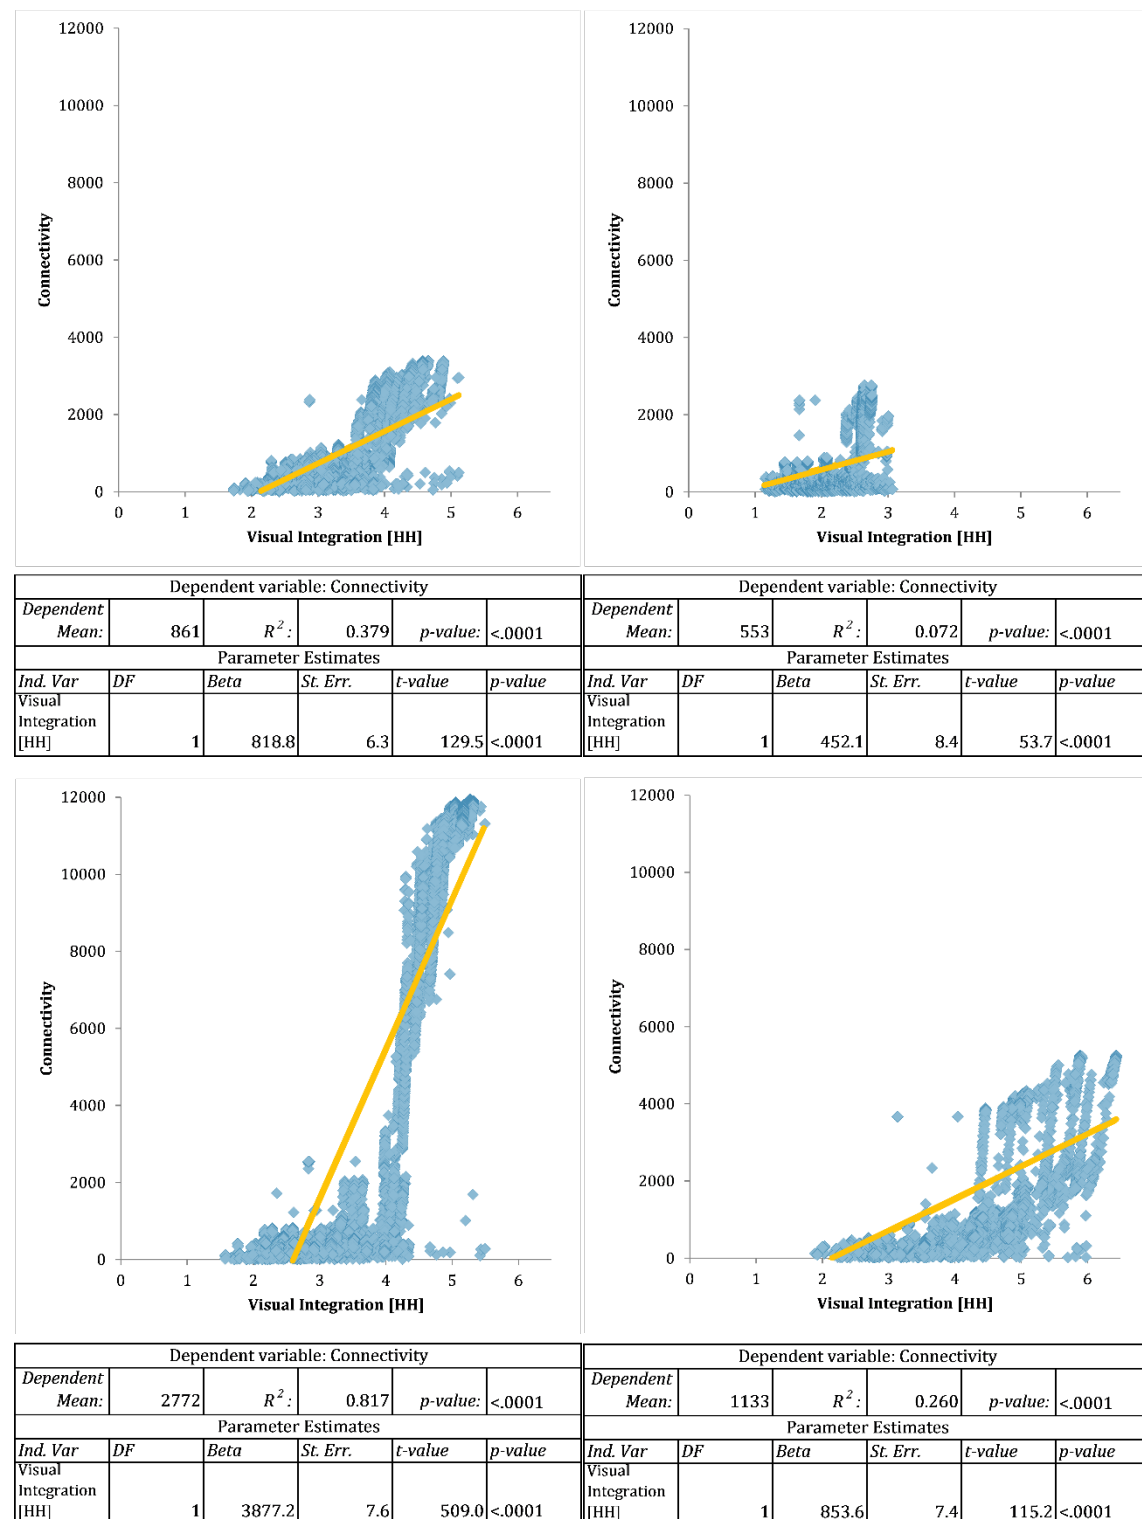 12000
10000
8000
6000
4000
2000
0
Connectivity
0 1 2 3 4 5 6
Visual Integration [HH]
12000
10000
8000
6000
4000
2000
0
Connectivity
0 1 2 3 4 5 6
Visual Integration [HH]
Dependent variable: Connectivity
Dependent
Mean: 861 R²: 0.379 p-value: <.0001
Parameter Estimates
Ind. Var DF Beta St. Err. t-value p-value
Visual
Integration
[HH] 1 818.8 6.3 129.5 <.0001
Dependent variable: Connectivity
Dependent
Mean: 553 R²: 0.072 p-value: <.0001
Parameter Estimates
Ind. Var DF Beta St. Err. t-value p-value
Visual
Integration
[HH] 1 452.1 8.4 53.7 <.0001
12000
10000
8000
6000
4000
2000
0
Connectivity
0 1 2 3 4 5 6
Visual Integration [HH]
12000
10000
8000
6000
4000
2000
0
Connectivity
0 1 2 3 4 5 6
Visual Integration [HH]
Dependent variable: Connectivity
Dependent
Mean: 2772 R²: 0.817 p-value: <.0001
Parameter Estimates
Ind. Var DF Beta St. Err. t-value p-value
Visual
Integration
[HH] 1 3877.2 7.6 509.0 <.0001
Dependent variable: Connectivity
Dependent
Mean: 1133 R²: 0.260 p-value: <.0001
Parameter Estimates
Ind. Var DF Beta St. Err. t-value p-value
Visual
Integration
[HH] 1 853.6 7.4 115.2 <.0001